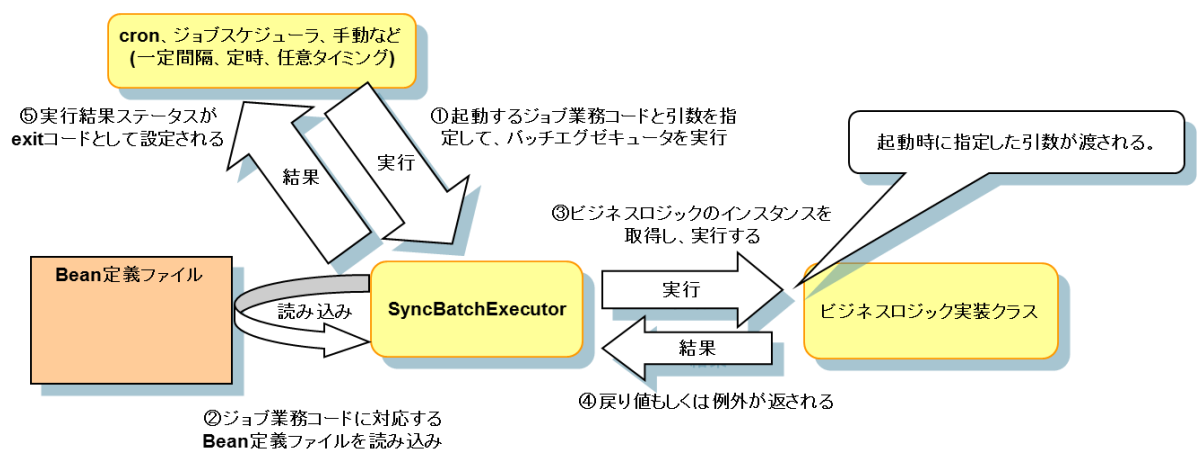 cron、ジョブスケジューラ、手動など
(一定間隔、定時、任意タイミング)
⑤実行結果ステータスが
exitコードとして設定される
①起動するジョブ業務コードと引数を指
定して、バッチエグゼキュータを実行
起動時に指定した引数が渡される。
実行
結果
③ビジネスロジックのインスタンスを
取得し、実行する
Bean定義ファイル
読み込み
SyncBatchExecutor
実行
ビジネスロジック実装クラス
結果
④戻り値もしくは例外が返される
②ジョブ業務コードに対応する
Bean定義ファイルを読み込み